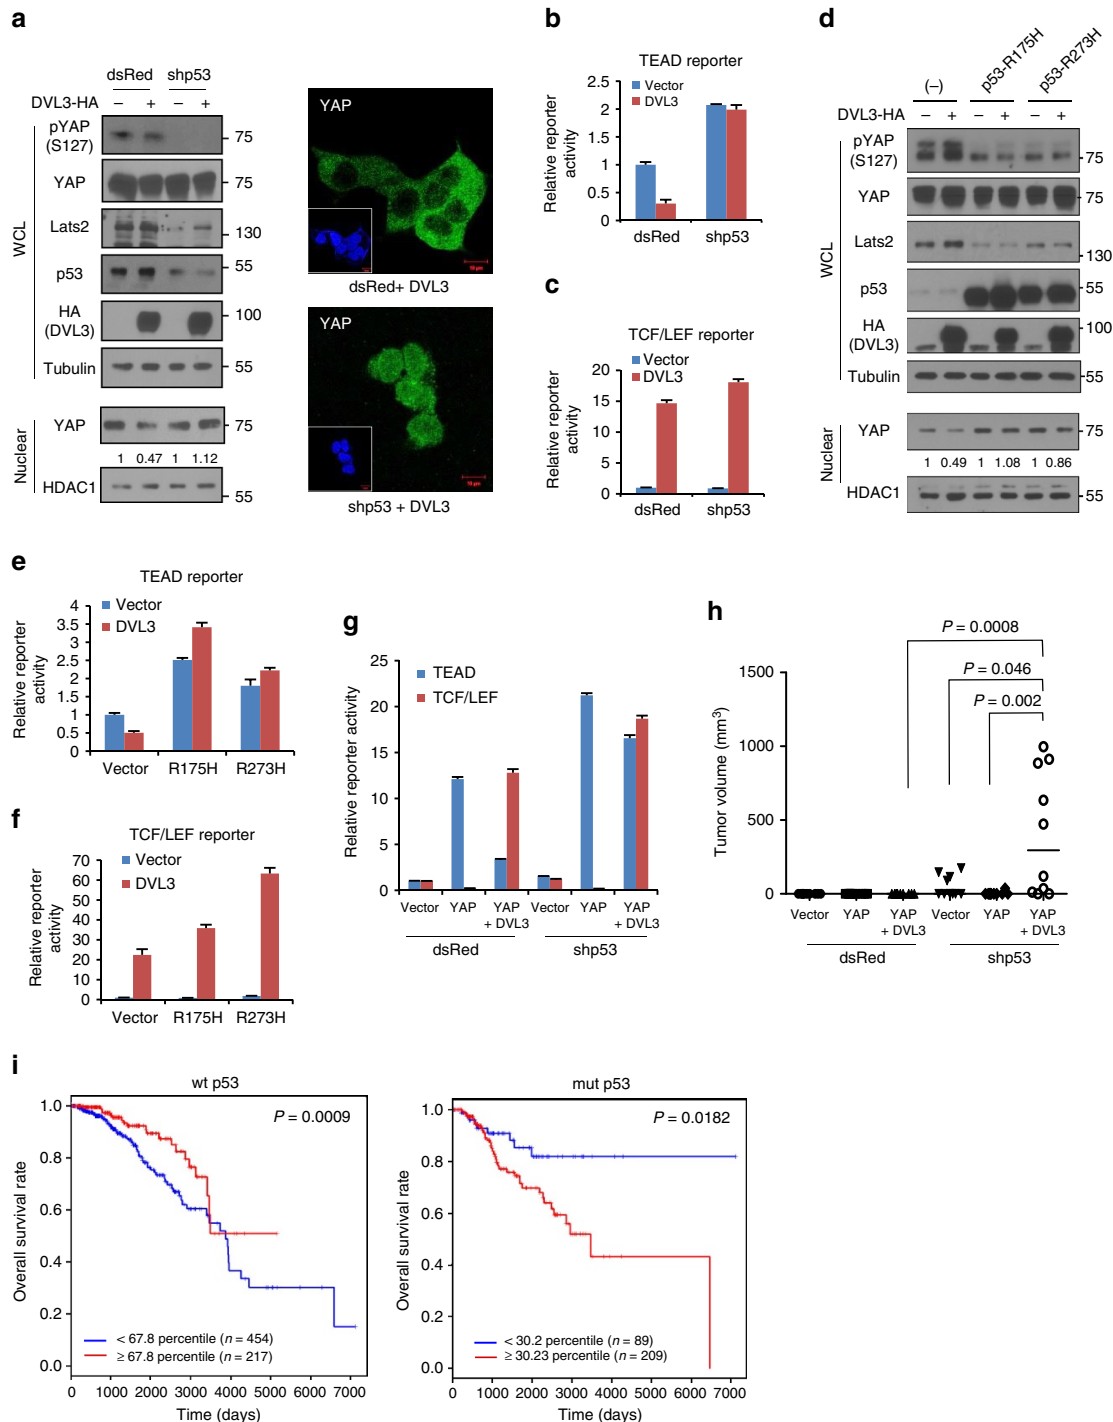 a
dsRed shp53
DVL3-HA – + – +
pYAP
(S127)
75
YAP
75
Lats2
130
p53
55
HA
(DVL3)
100
Tubulin
55
WCL
YAP
75
1 0.47 1 1.12
HDAC1
55
Nuclear
YAP
dsRed+ DVL3
YAP
shp53 + DVL3
b
TEAD reporter
Vector
DVL3
Relative reporter
activity
2.5
2
1.5
1
0.5
0
dsRed shp53
c
TCF/LEF reporter
Vector
DVL3
Relative reporter
activity
20
15
10
5
0
dsRed shp53
d
(–) p53-R175H p53-R273H
DVL3-HA – + – + – +
pYAP
(S127)
75
YAP
75
Lats2
130
p53
55
HA
(DVL3)
100
Tubulin
55
WCL
YAP
75
1 0.49 1 1.08 1 0.86
HDAC1
55
Nuclear
e
TEAD reporter
Vector
DVL3
Relative reporter
activity
4
3.5
3
2.5
2
1.5
1
0.5
0
Vector R175H R273H
f
TCF/LEF reporter
Vector
DVL3
Relative reporter
activity
70
60
50
40
30
20
10
0
Vector R175H R273H
g
TEAD
TCF/LEF
Relative reporter activity
25
20
15
10
5
0
Vector YAP YAP Vector YAP YAP
+ DVL3 + DVL3
dsRed shp53
h
P = 0.0008
P = 0.046
P = 0.002
Tumor volume (mm³)
1500
1000
500
0
Vector YAP YAP Vector YAP YAP
+ DVL3 + DVL3
dsRed shp53
i
wt p53
P = 0.0009
Overall survival rate
1.0
0.8
0.6
0.4
0.2
0.0
< 67.8 percentile (n = 454)
≥ 67.8 percentile (n = 217)
0 1000 2000 3000 4000 5000 6000 7000
Time (days)
mut p53
P = 0.0182
Overall survival rate
1.0
0.8
0.6
0.4
0.2
0.0
< 30.2 percentile (n = 89)
≥ 30.23 percentile (n = 209)
0 1000 2000 3000 4000 5000 6000 7000
Time (days)